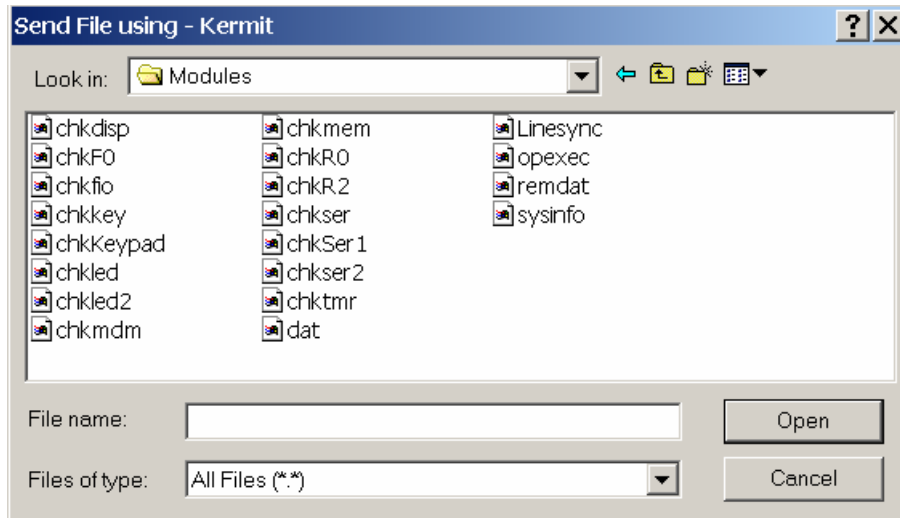 Send File using - Kermit
Look in: Modules
chkdisp
chkF0
chkfio
chkkey
chkKeypad
chkled
chkled2
chkmdm
chkmem
chkR0
chkR2
chkser
chkSer1
chkser2
chktmr
dat
Linesync
opexec
remdat
sysinfo
File name:
Open
Files of type: All Files (*.*)
Cancel